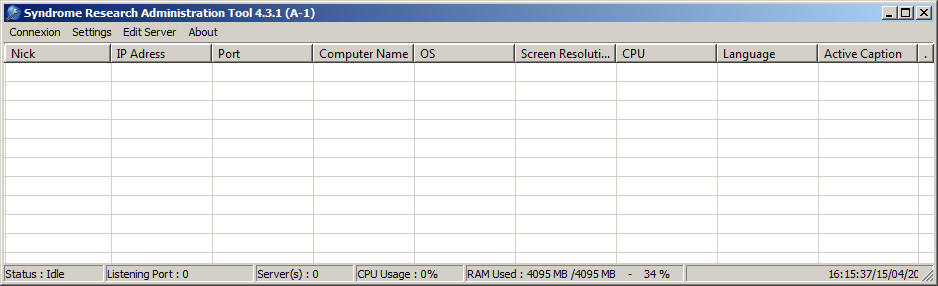 Syndrome Research Administration Tool 4.3.1 (A-1)
Connexion Settings Edit Server About
Nick IP Adress Port Computer Name OS Screen Resoluti... CPU Language Active Caption .
Status : Idle Listening Port : 0 Server(s) : 0 CPU Usage : 0% RAM Used : 4095 MB /4095 MB - 34 % 16:15:37/15/04/20